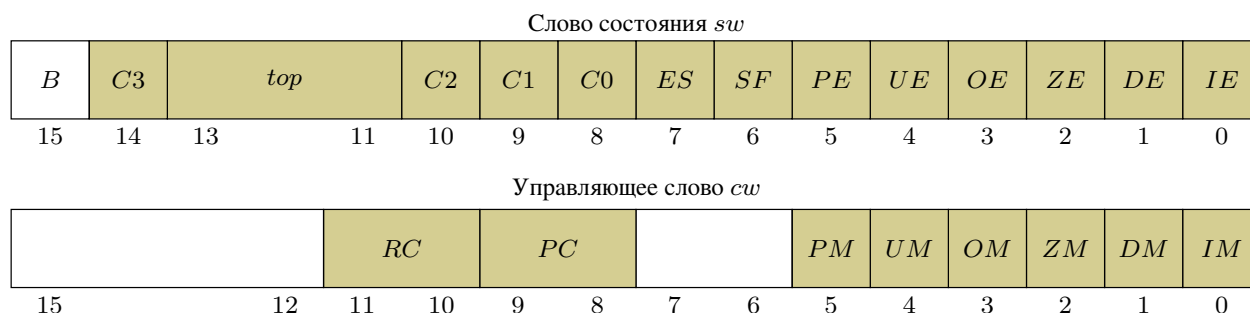 Слово состояния sw
B C3 top C2 C1 C0 ES SF PE UE OE ZE DE IE
15 14 13 11 10 9 8 7 6 5 4 3 2 1 0
Управляющее слово cw
RC PC PM UM OM ZM DM IM
15 12 11 10 9 8 7 6 5 4 3 2 1 0